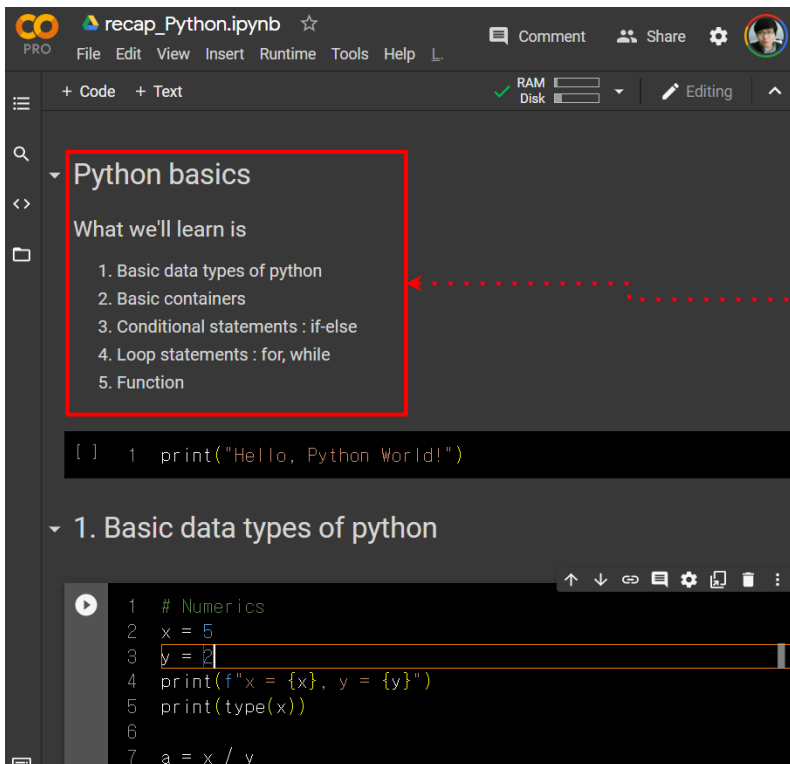 CO PRO
recap_Python.ipynb
File Edit View Insert Runtime Tools Help L.
Comment
Share
+ Code + Text
RAM
Disk
Editing
Python basics
What we'll learn is
1. Basic data types of python
2. Basic containers
3. Conditional statements : if-else
4. Loop statements : for, while
5. Function
[ ] 1 print("Hello, Python World!")
1. Basic data types of python
1 # Numerics
2 x = 5
3 y = 2
4 print(f"x = {x}, y = {y}")
5 print(type(x))
6
7 a = x / y